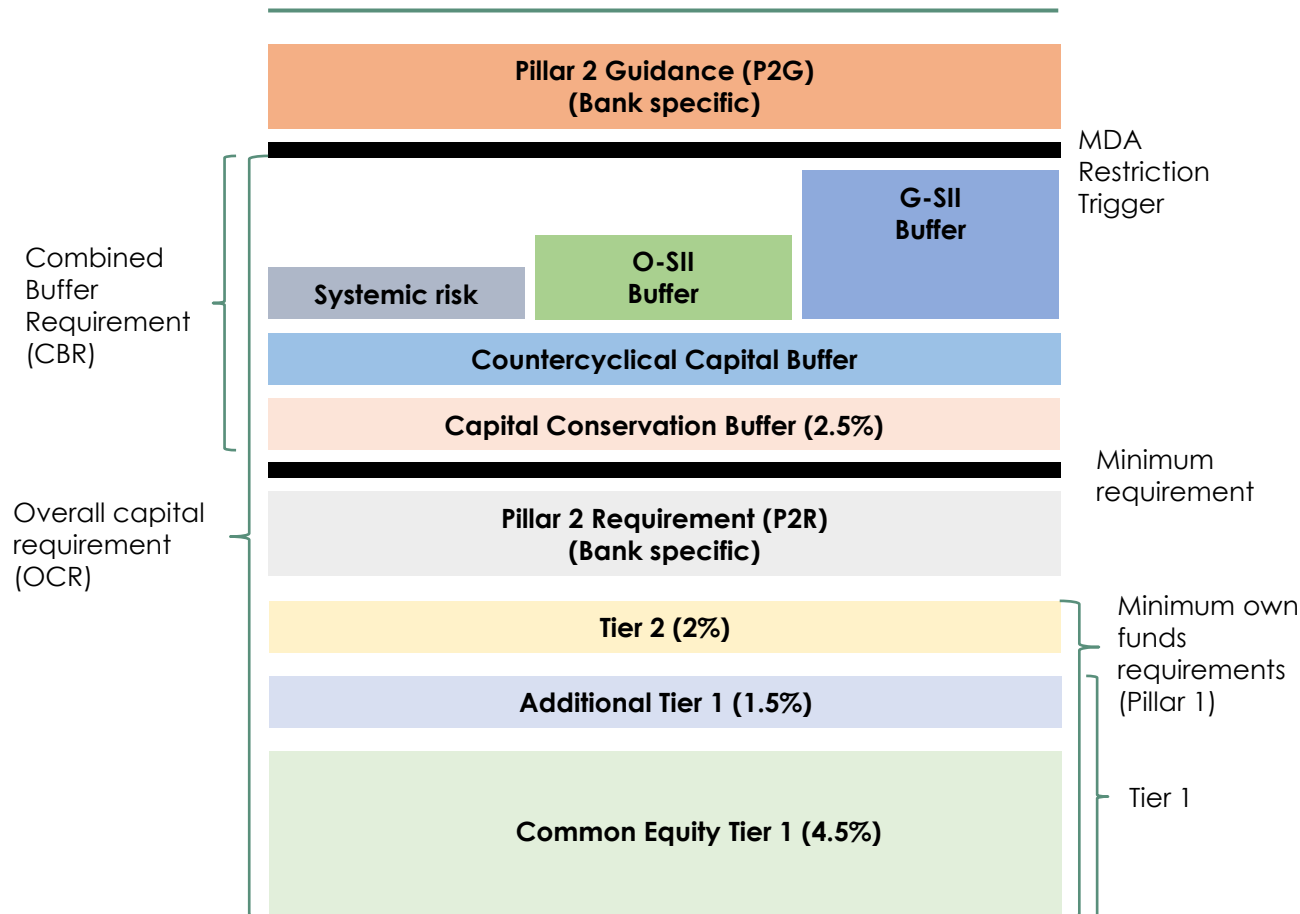 Pillar 2 Guidance (P2G)
(Bank specific)
MDA
Restriction
Trigger
G-SII
Buffer
O-SII
Buffer
Systemic risk
Combined
Buffer
Requirement
(CBR)
Countercyclical Capital Buffer
Capital Conservation Buffer (2.5%)
Minimum
requirement
Overall capital
requirement
(OCR)
Pillar 2 Requirement (P2R)
(Bank specific)
Tier 2 (2%)
Minimum own
funds
requirements
(Pillar 1)
Additional Tier 1 (1.5%)
Tier 1
Common Equity Tier 1 (4.5%)